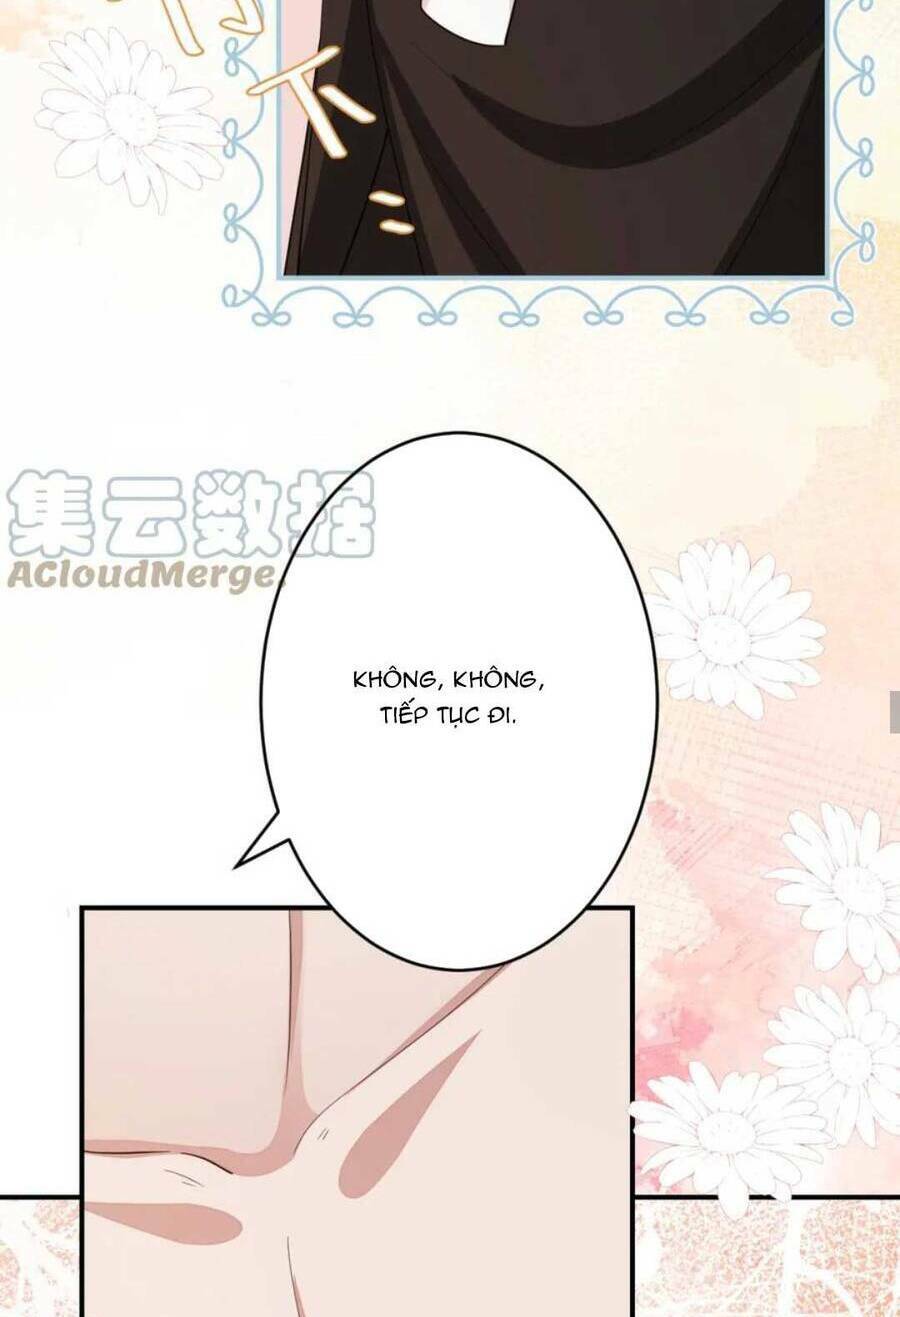 集云数据
ACloudMerge.
KHÔNG, KHÔNG,
TIẾP TỤC ĐI.